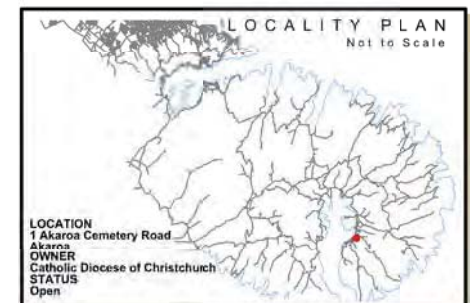 LOCALITY PLAN
Not to Scale
LOCATION
1 Akaroa Cemetery Road
Akaroa
OWNER
Catholic Diocese of Christchurch
STATUS
Open